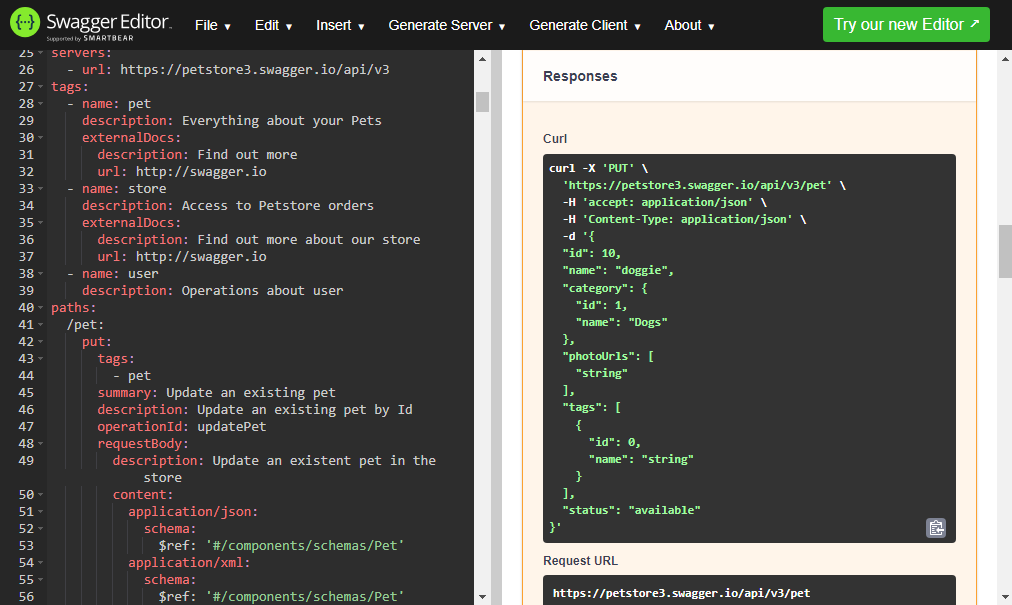 Swagger Editor
Supported by SMARTBEAR
File Edit Insert Generate Server Generate Client About Try our new Editor ↗
25 servers:
26 - url: https://petstore3.swagger.io/api/v3
27 tags:
28 - name: pet
29 description: Everything about your Pets
30 externalDocs:
31 description: Find out more
32 url: http://swagger.io
33 - name: store
34 description: Access to Petstore orders
35 externalDocs:
36 description: Find out more about our store
37 url: http://swagger.io
38 - name: user
39 description: Operations about user
40 paths:
41 /pet:
42 put:
43 tags:
44 - pet
45 summary: Update an existing pet
46 description: Update an existing pet by Id
47 operationId: updatePet
48 requestBody:
49 description: Update an existent pet in the
store
50 content:
51 application/json:
52 schema:
53 $ref: '#/components/schemas/Pet'
54 application/xml:
55 schema:
56 $ref: '#/components/schemas/Pet'
Responses
Curl
curl -X 'PUT' \
'https://petstore3.swagger.io/api/v3/pet' \
-H 'accept: application/json' \
-H 'Content-Type: application/json' \
-d '{
"id": 10,
"name": "doggie",
"category": {
"id": 1,
"name": "Dogs"
},
"photoUrls": [
"string"
],
"tags": [
{
"id": 0,
"name": "string"
}
],
"status": "available"
}'
Request URL
https://petstore3.swagger.io/api/v3/pet